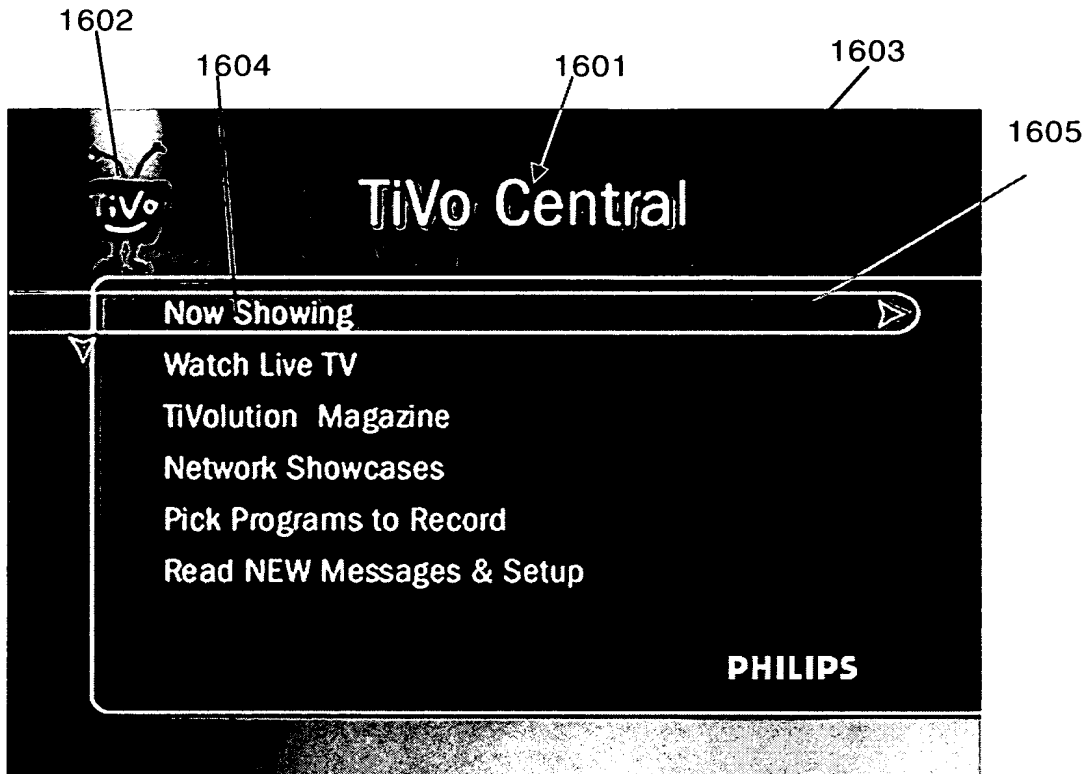 1602
1604
1601
1603
1605
TiVo
TiVo Central
Now Showing
Watch Live TV
TiVolution Magazine
Network Showcases
Pick Programs to Record
Read NEW Messages & Setup
PHILIPS